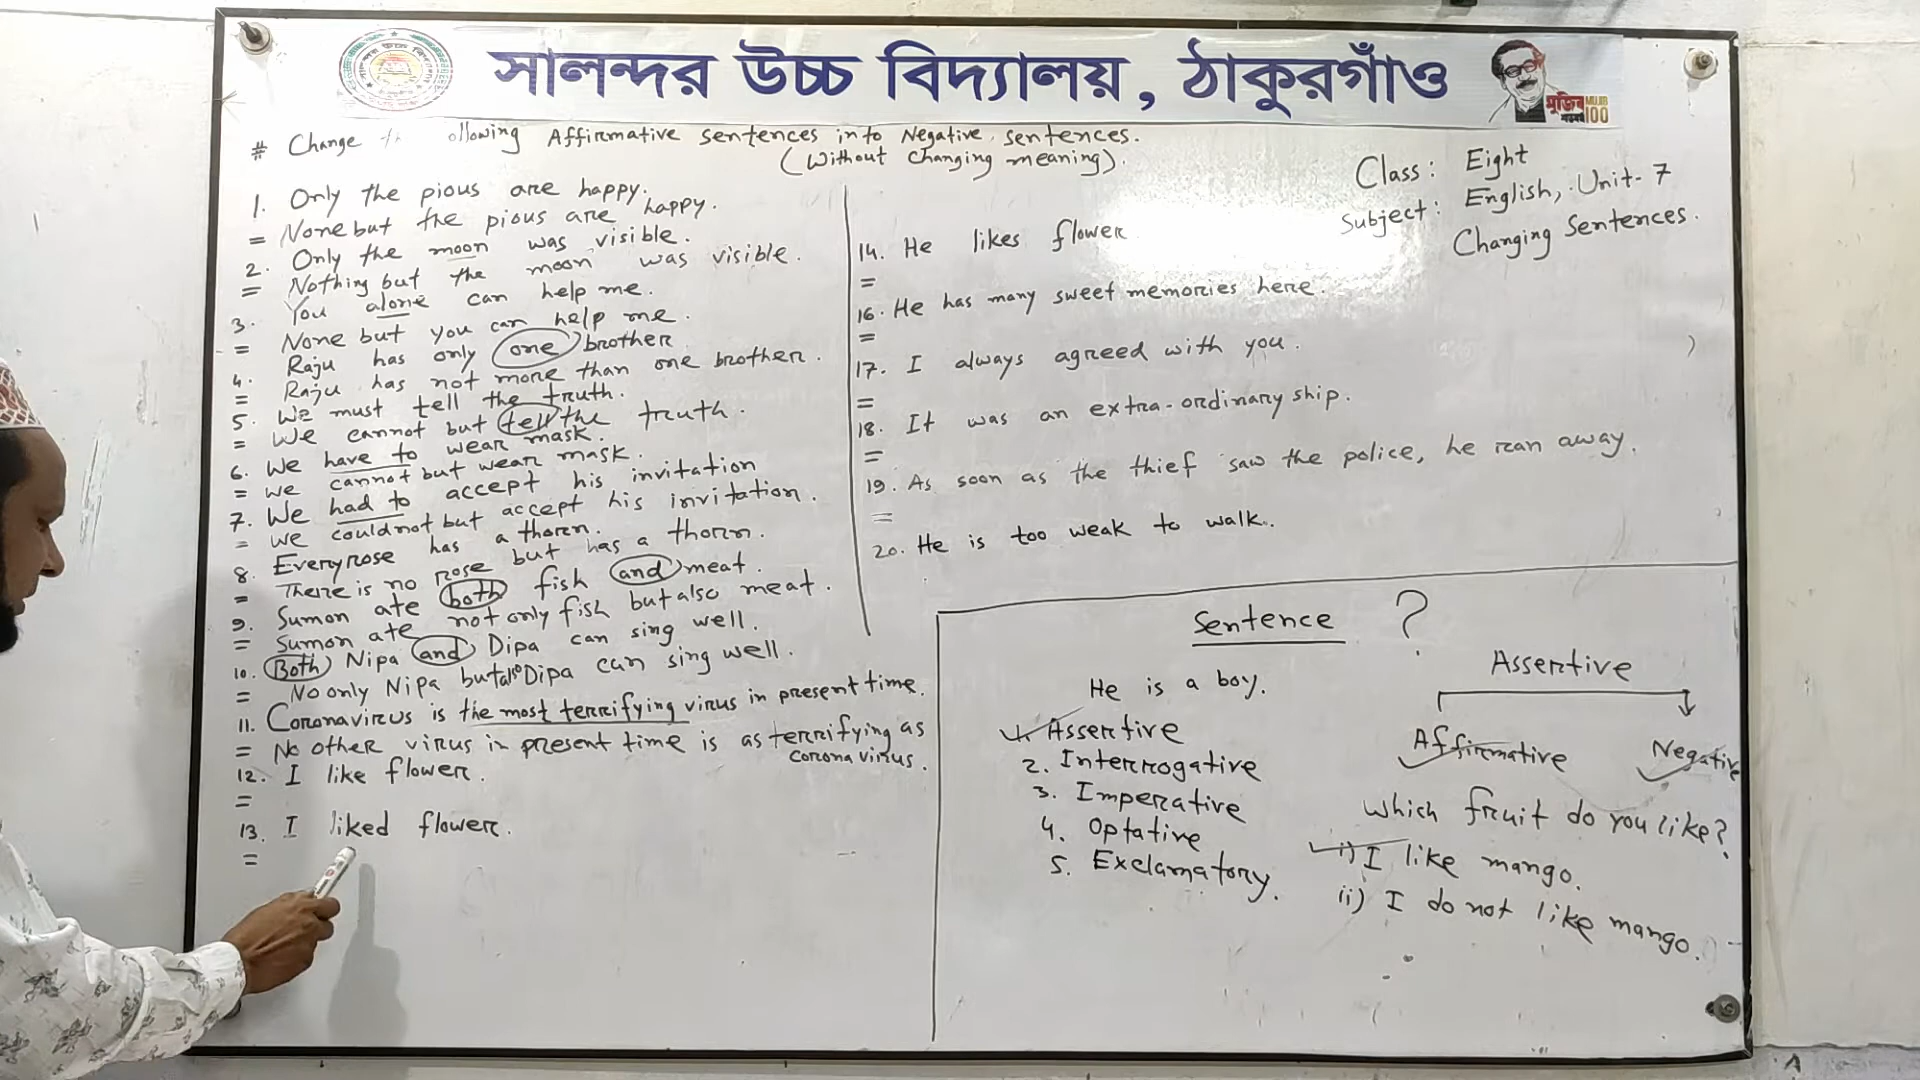 সালন্দর উচ্চ বিদ্যালয়, ঠাকুরগাঁও
মুজিব MUJIB
100
# Change ollowing Affirmative sentences into Negative sentences.
(Without changing meaning).
1. Only the pious are happy.
= None but the pious are happy.
2. Only the moon was visible.
= Nothing but the moon was visible.
3. You alone can help me.
= None but you can help me.
4. Raju has only one brother
= Raju has not more than one brother.
5. We must tell the truth.
= We cannot but tell the truth.
6. We have to wear mask.
= We cannot but wear mask.
7. We had to accept his invitation
= We couldnot but accept his invitation.
8. Every rose has a thorn.
= There is no rose but has a thorn.
9. Sumon ate both fish and meat.
= Sumon ate not only fish but also meat.
10. Both Nipa and Dipa can sing well.
= No only Nipa but also Dipa can sing well.
11. Coronavirus is the most terrifying virus in present time.
= No other virus in present time is as terrifying as
corona virus.
12. I like flower.
=
13. I liked flower.
=
14. He likes flower.
=
16. He has many sweet memories here.
=
17. I always agreed with you.
=
18. It was an extra-ordinary ship.
=
19. As soon as the thief saw the police, he ran away.
=
20. He is too weak to walk.
Class: Eight
Subject: English, Unit-7
Changing Sentences.
Sentence ?
He is a boy.
1. Assertive
2. Interrogative
3. Imperative
4. Optative
5. Exclamatory.
Assertive
Affirmative Negative
Which fruit do you like?
i) I like mango.
ii) I do not like mango.